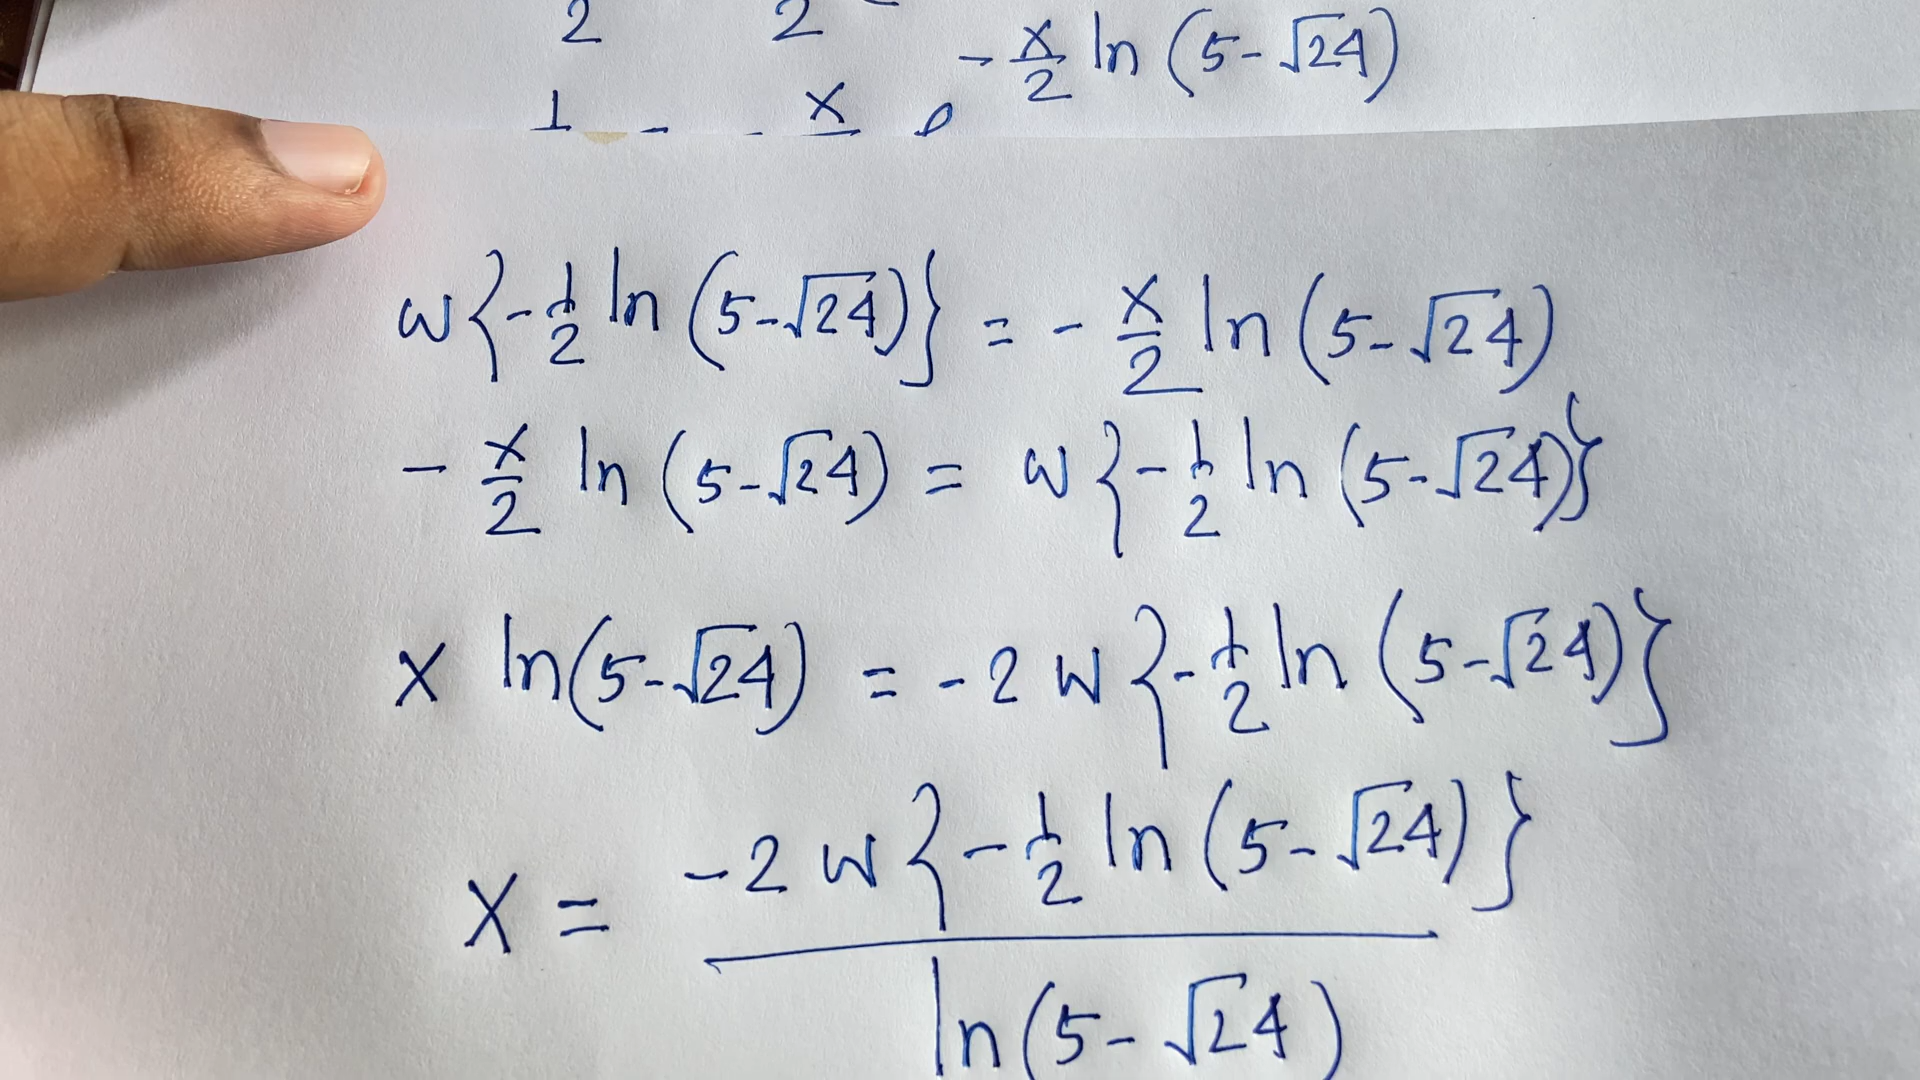 2 2 - x/2 ln (5-√24)
x
w{-1/2 ln (5-√24)} = - x/2 ln (5-√24)
- x/2 ln (5-√24) = w{-1/2 ln (5-√24)}
x ln(5-√24) = -2 w{-1/2 ln (5-√24)}
x = -2 w{-1/2 ln (5-√24)} / ln(5-√24)